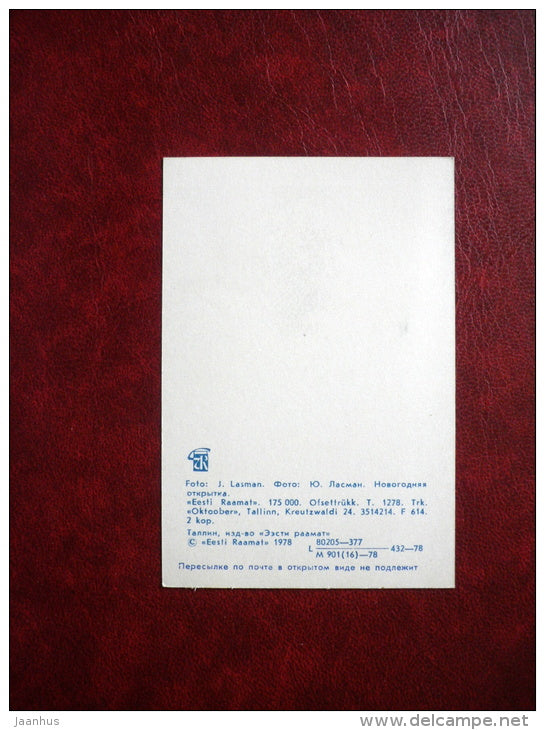 Foto: J. Lasman. Фото: Ю. Ласман. Новогодняя
открытка.
«Eesti Raamat». 175 000. Ofsettrükk. T. 1278. Trk.
«Oktoober», Tallinn, Kreutzwaldi 24. 3514214. F 614.
2 kop.
Таллин, изд-во «Ээсти раамат»
© «Eesti Raamat» 1978 L 80205—377 432—78
M 901(16)—78
Пересылке по почте в открытом виде не подлежит
jaanhus
www.delcampe.net